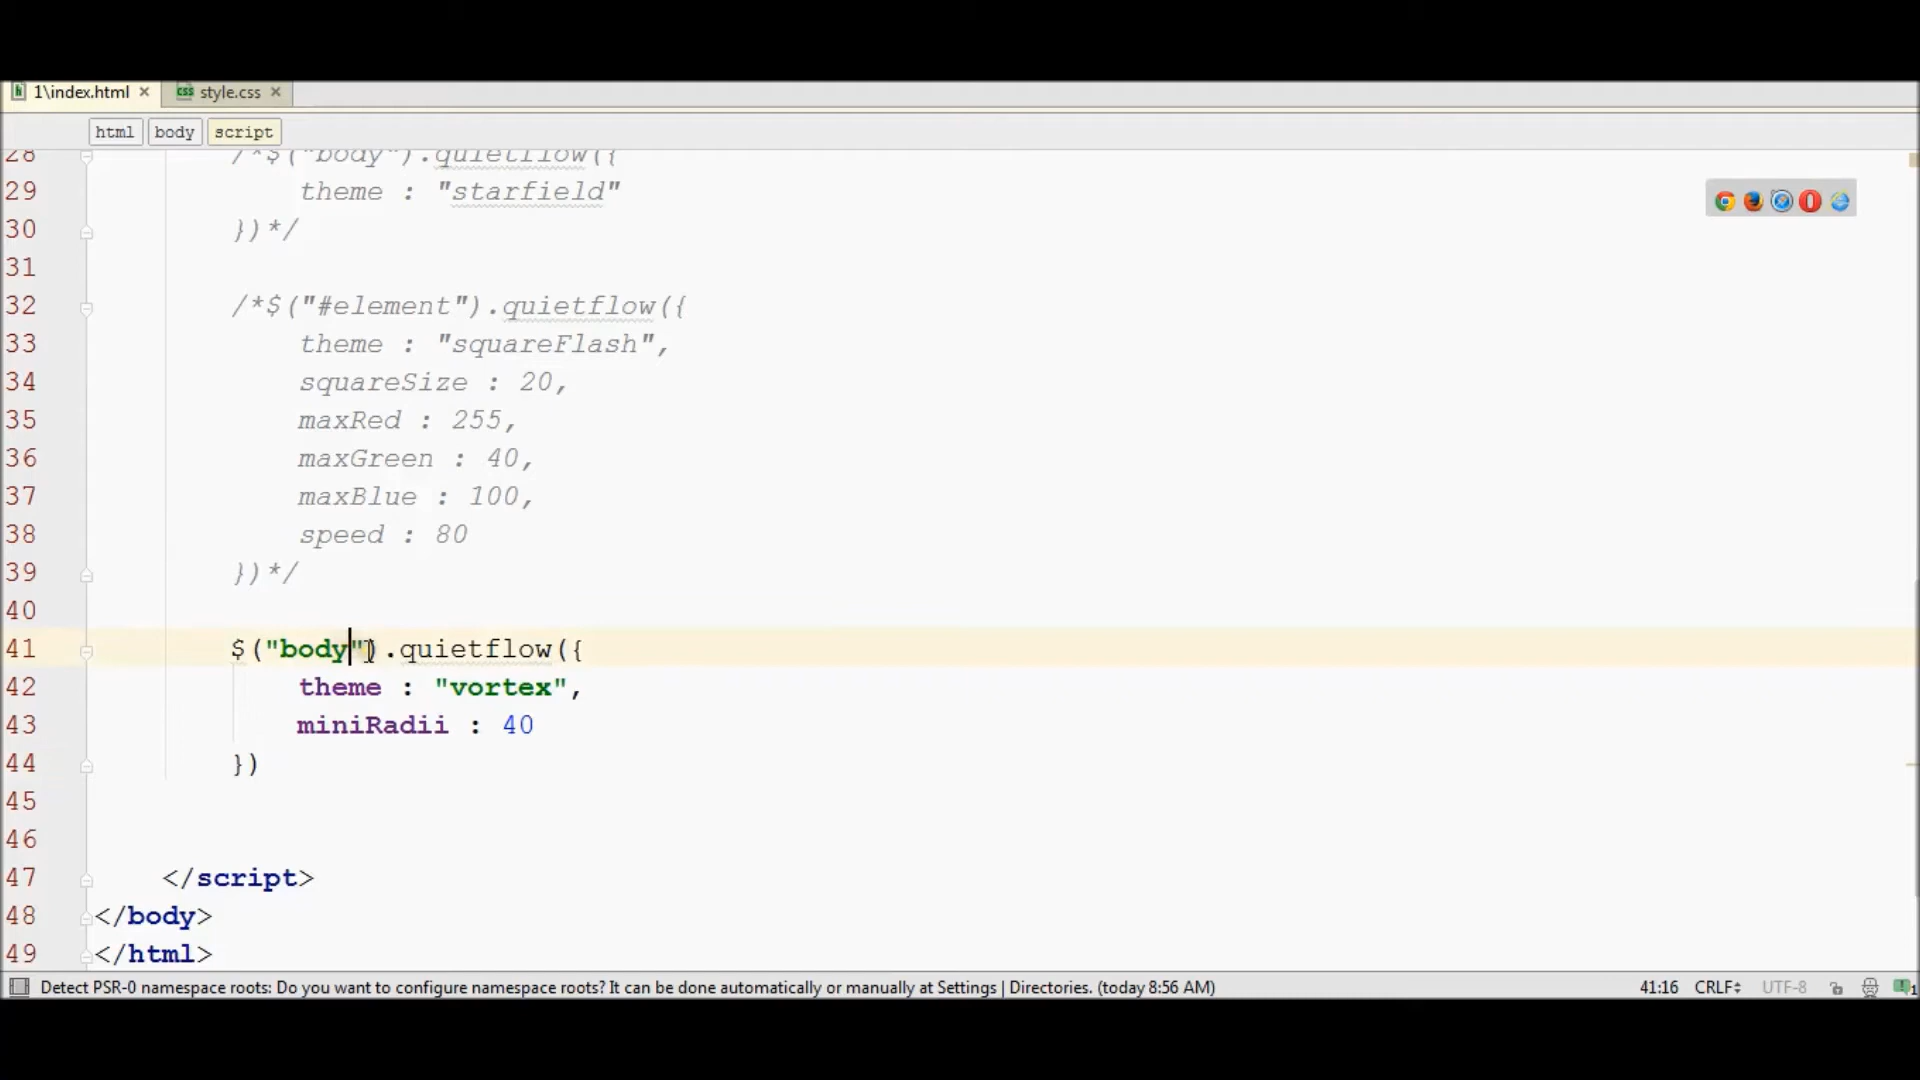 1\index.html
style.css
html body script
28 /*$("body").quietflow({
29 theme : "starfield"
30 })*/
31
32 /*$("#element").quietflow({
33 theme : "squareFlash",
34 squareSize : 20,
35 maxRed : 255,
36 maxGreen : 40,
37 maxBlue : 100,
38 speed : 80
39 })*/
40
41 $("body").quietflow({
42 theme : "vortex",
43 miniRadii : 40
44 })
45
46
47 </script>
48 </body>
49 </html>
Detect PSR-0 namespace roots: Do you want to configure namespace roots? It can be done automatically or manually at Settings | Directories. (today 8:56 AM) 41:16 CRLF UTF-8 1